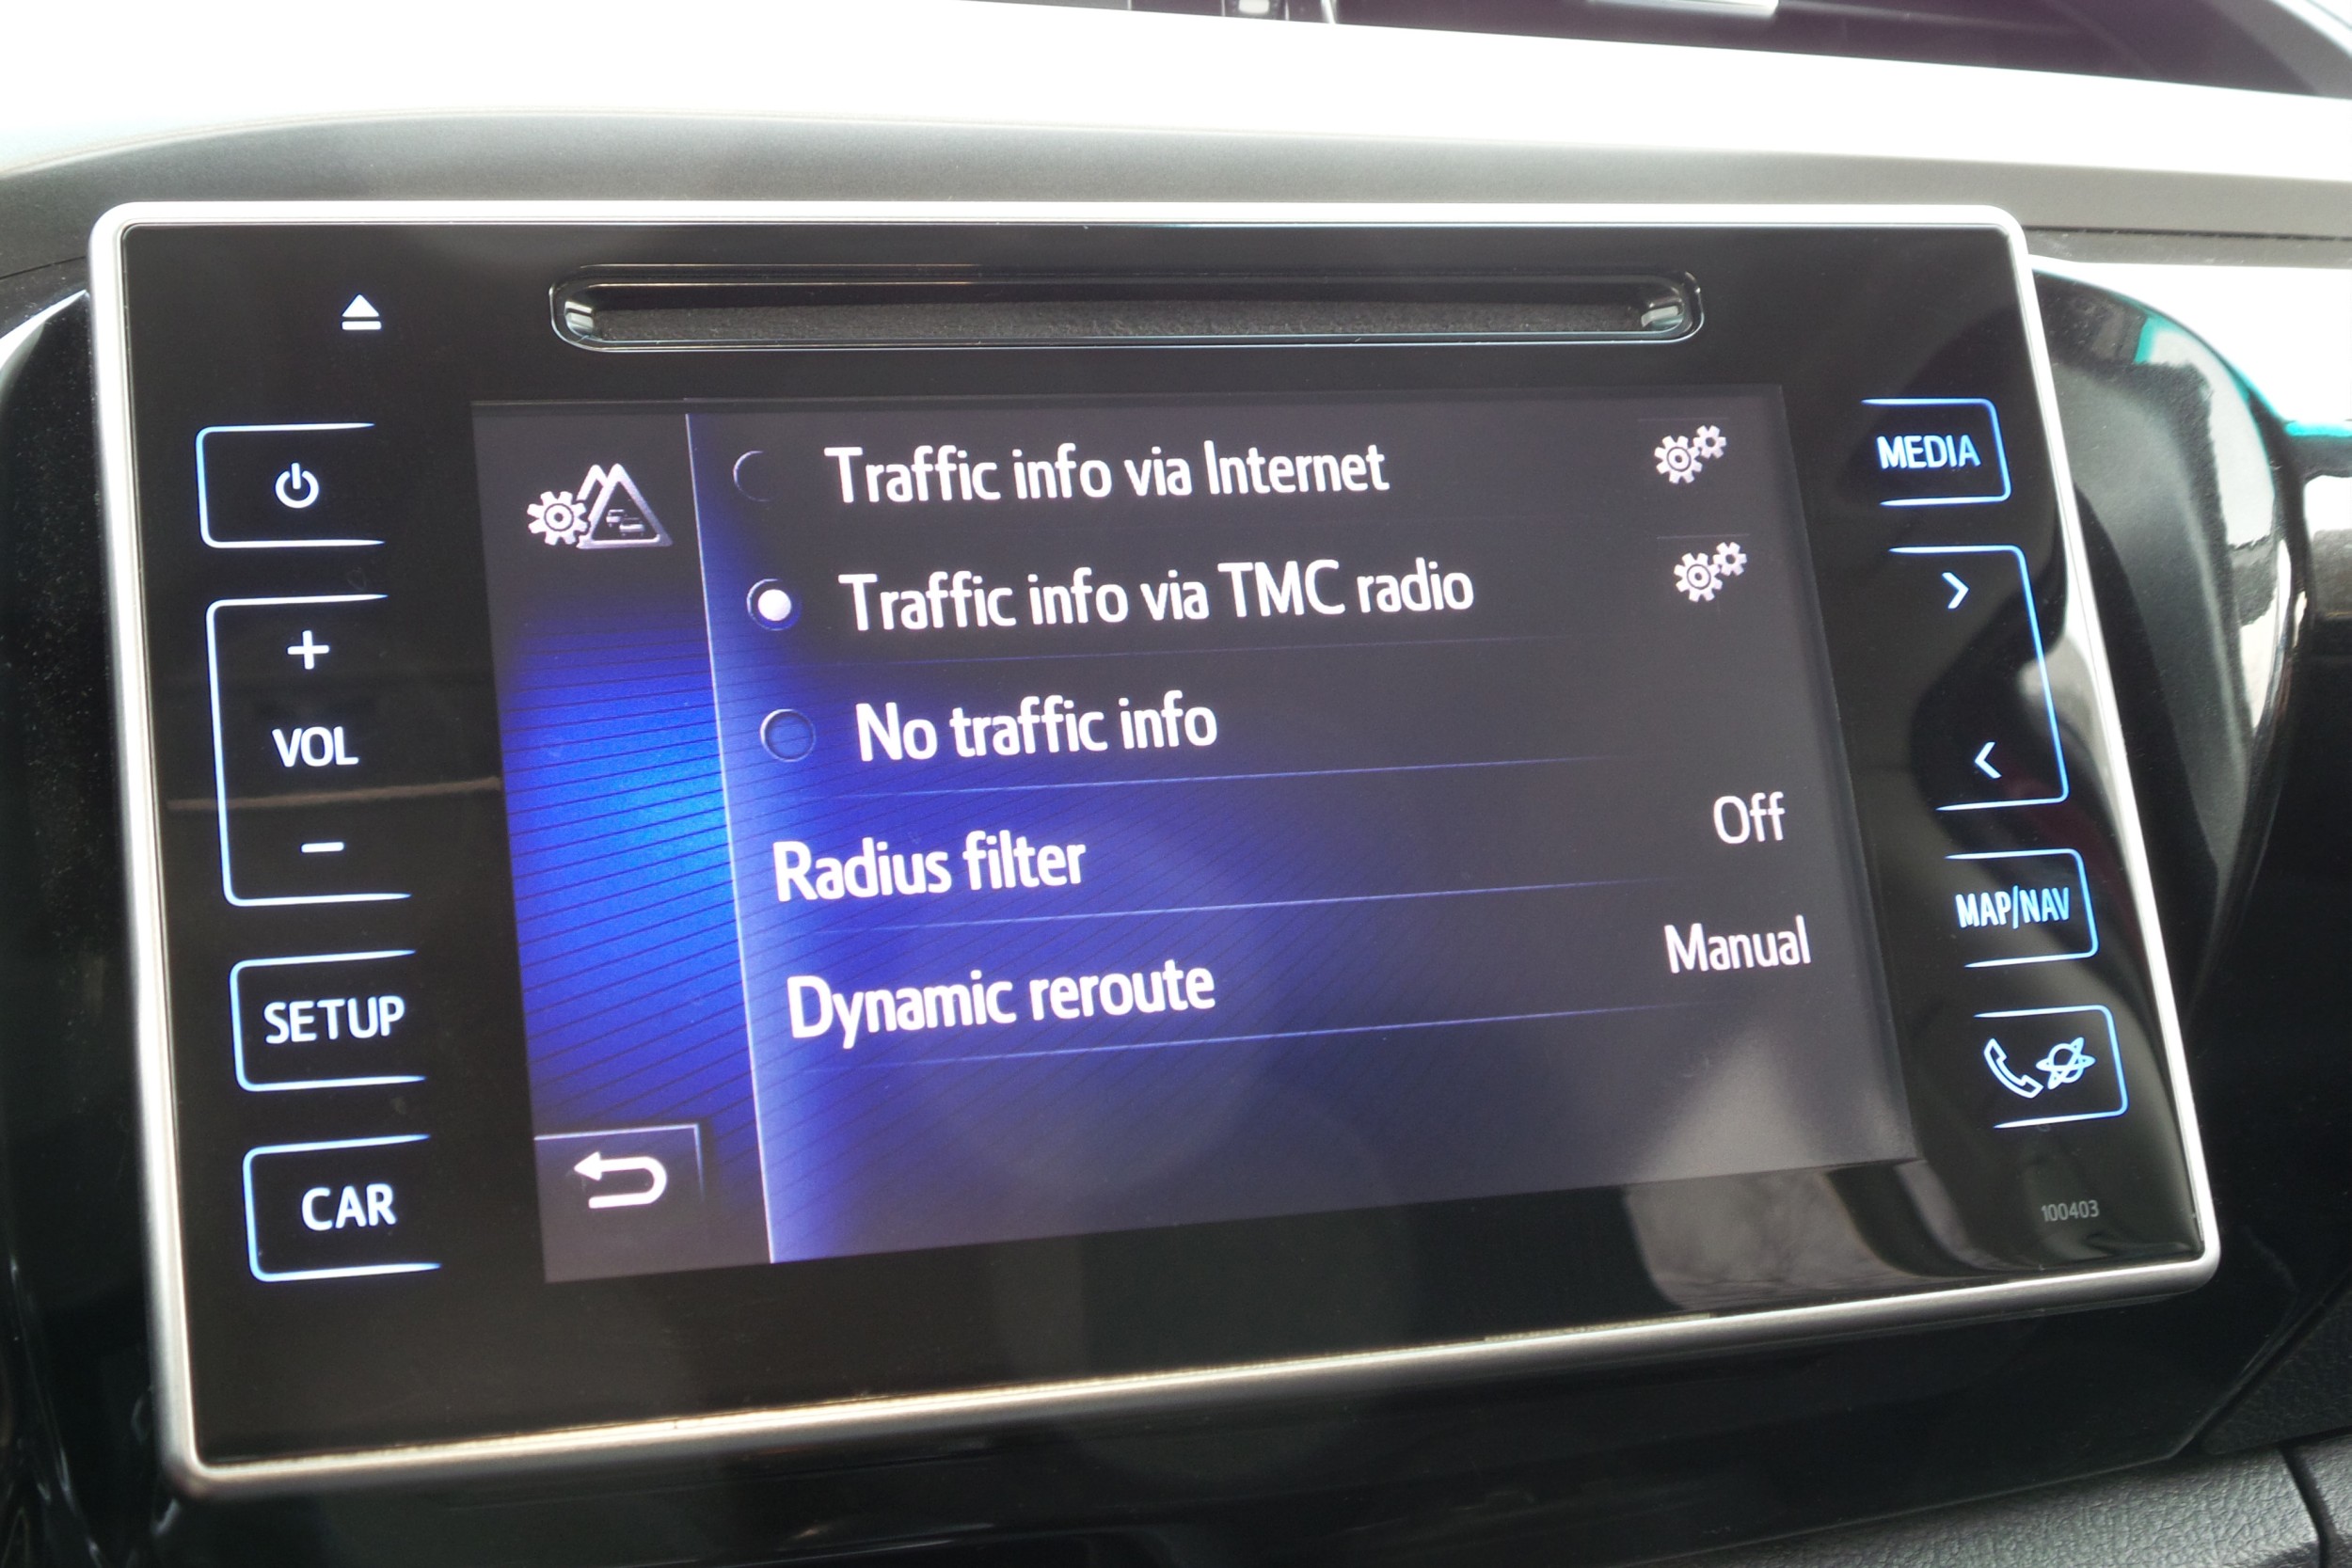 Traffic info via Internet
Traffic info via TMC radio
No traffic info
Radius filter Off
Dynamic reroute Manual
VOL
SETUP
CAR
MEDIA
MAP/NAV
100403